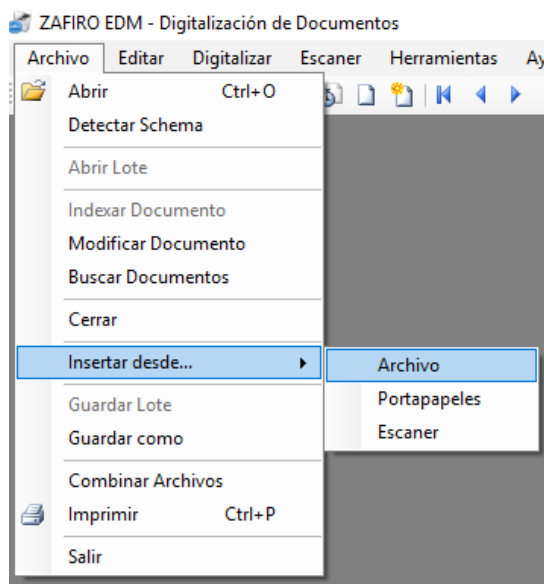 ZAFIRO EDM - Digitalización de Documentos
Archivo Editar Digitalizar Escaner Herramientas
Abrir Ctrl+O
Detectar Schema
Abrir Lote
Indexar Documento
Modificar Documento
Buscar Documentos
Cerrar
Insertar desde...
Archivo
Portapapeles
Escaner
Guardar Lote
Guardar como
Combinar Archivos
Imprimir Ctrl+P
Salir